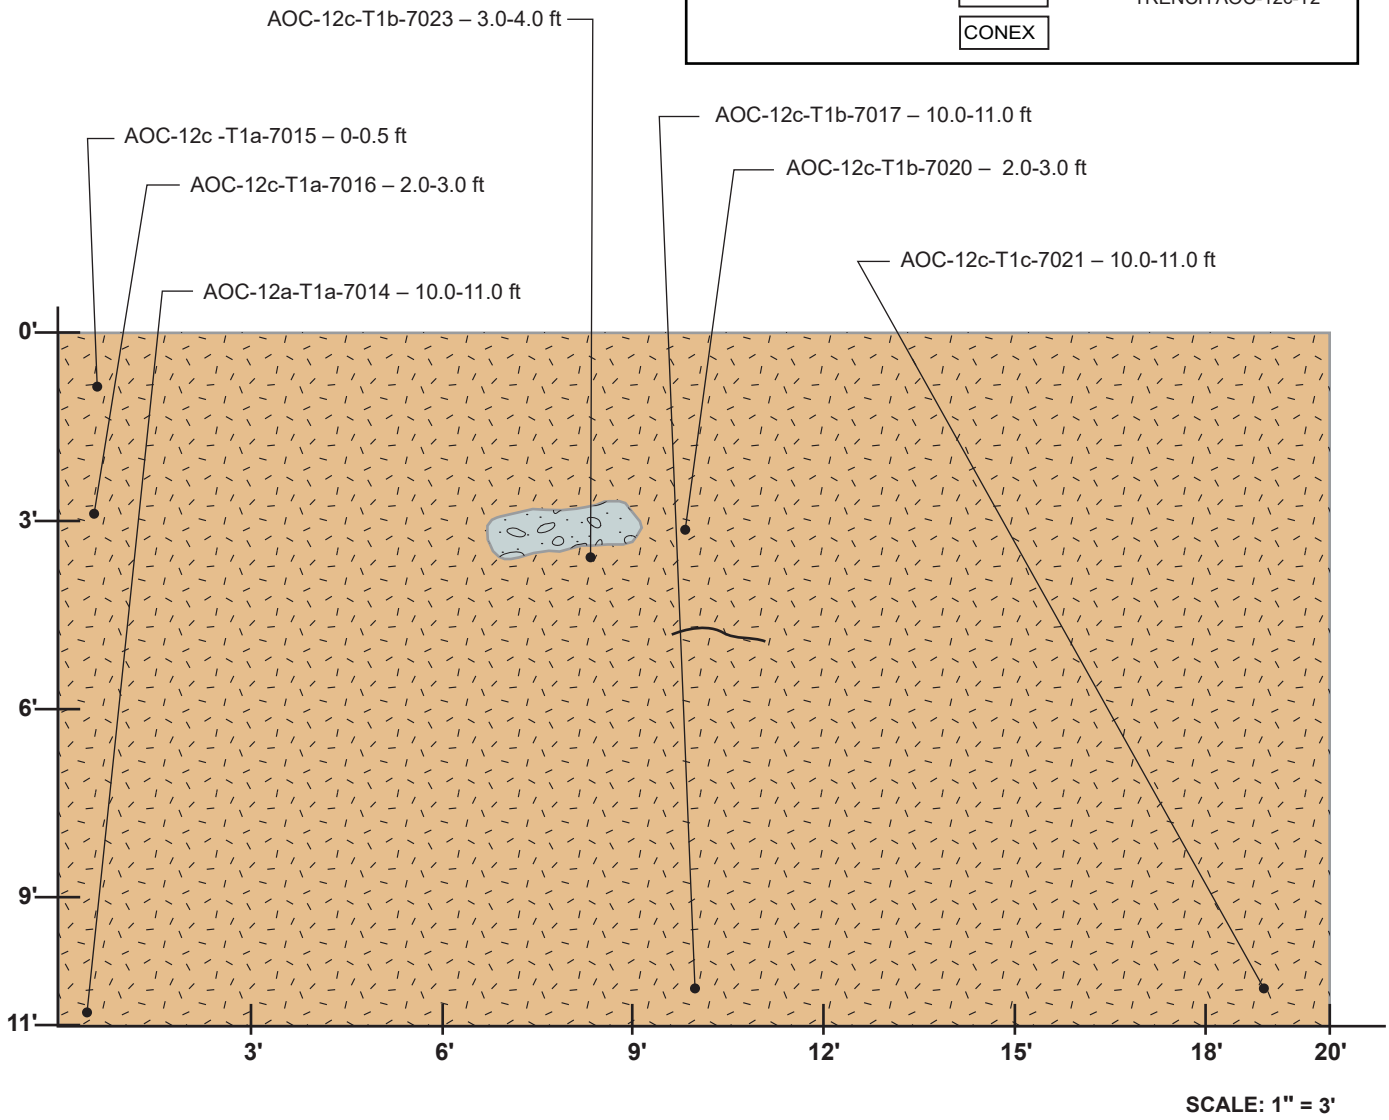 AOC-12c-T1b-7023 – 3.0-4.0 ft
CONEX
AOC-12c-T1b-7017 – 10.0-11.0 ft
AOC-12c -T1a-7015 – 0-0.5 ft
AOC-12c-T1b-7020 – 2.0-3.0 ft
AOC-12c-T1a-7016 – 2.0-3.0 ft
AOC-12c-T1c-7021 – 10.0-11.0 ft
AOC-12a-T1a-7014 – 10.0-11.0 ft
0'
3'
6'
9'
11'
3' 6' 9' 12' 15' 18' 20'
SCALE: 1" = 3'